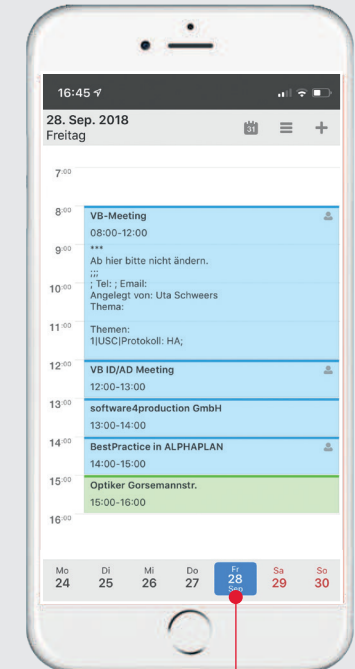 16:45
28. Sep. 2018
Freitag
31
7:00
8:00
VB-Meeting
08:00-12:00
9:00
***
Ab hier bitte nicht ändern.
;;;
10:00
; Tel: ; Email:
Angelegt von: Uta Schweers
Thema:
11:00
Themen:
1|USC|Protokoll: HA;
12:00
VB ID/AD Meeting
12:00-13:00
13:00
software4production GmbH
13:00-14:00
14:00
BestPractice in ALPHAPLAN
14:00-15:00
15:00
Optiker Gorsemannstr.
15:00-16:00
16:00
Mo Di Mi Do Fr Sa So
24 25 26 27 28 29 30
Sep